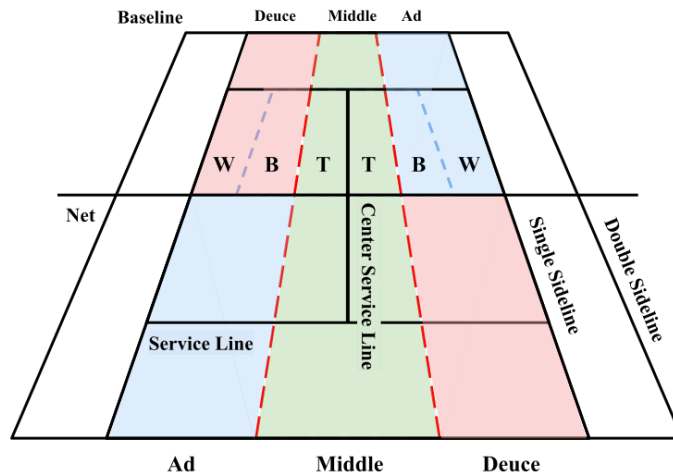 Deuce Middle Ad
Baseline
W B T T B W
Net
Center Service Line
Single Sideline
Double Sideline
Service Line
Ad Middle Deuce